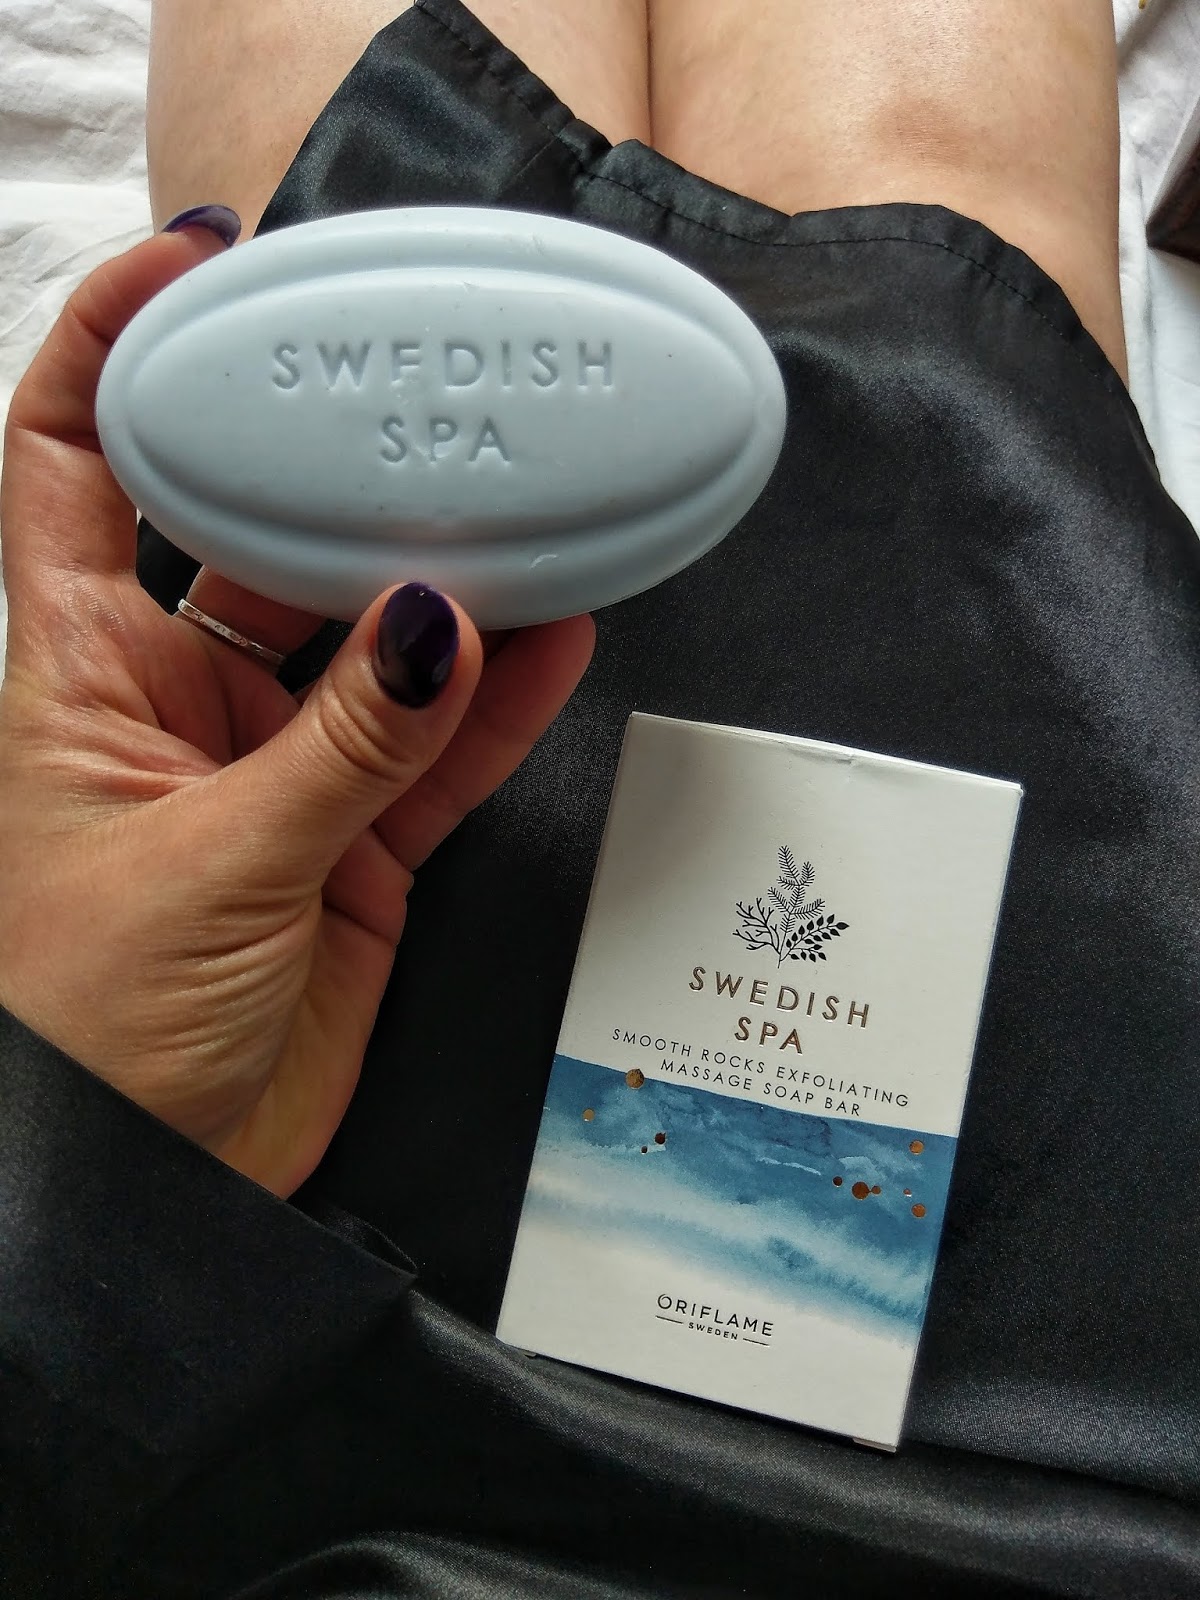 SWEDISH
SPA
SWEDISH
SPA
SMOOTH ROCKS EXFOLIATING
MASSAGE SOAP BAR
ORIFLAME
SWEDEN